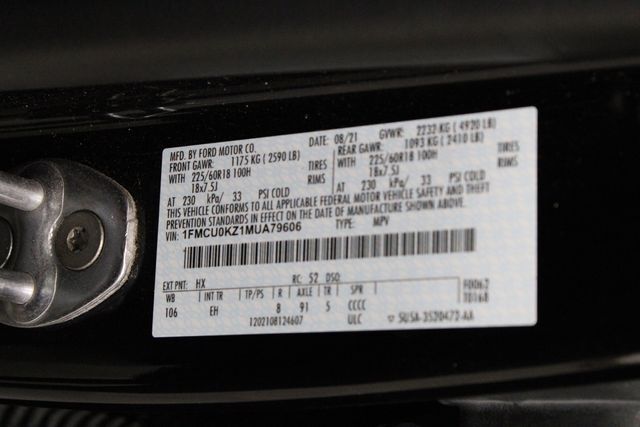 MFD. BY FORD MOTOR CO. DATE: 08/21 GVWR: 2232 KG ( 4920 LB)
FRONT GAWR: 1175 KG ( 2590 LB) REAR GAWR: 1093 KG ( 2410 LB)
WITH 225/60R18 100H TIRES WITH 225/60R18 100H TIRES
18x7.5J RIMS 18x7.5J RIMS
AT 230 kPa/ 33 PSI COLD AT 230 kPa/ 33 PSI COLD
THIS VEHICLE CONFORMS TO ALL APPLICABLE FEDERAL MOTOR VEHICLE SAFETY AND THEFT
PREVENTION STANDARDS IN EFFECT ON THE DATE OF MANUFACTURE SHOWN ABOVE.
VIN: 1FMCU0KZ1MUA79606 TYPE: MPV
EXT PNT: HX RC: 52 DSO:
WB INT TR TP/PS R AXLE TR SPR
106 EH 8 91 5 CCCC
1202108124607 ULC